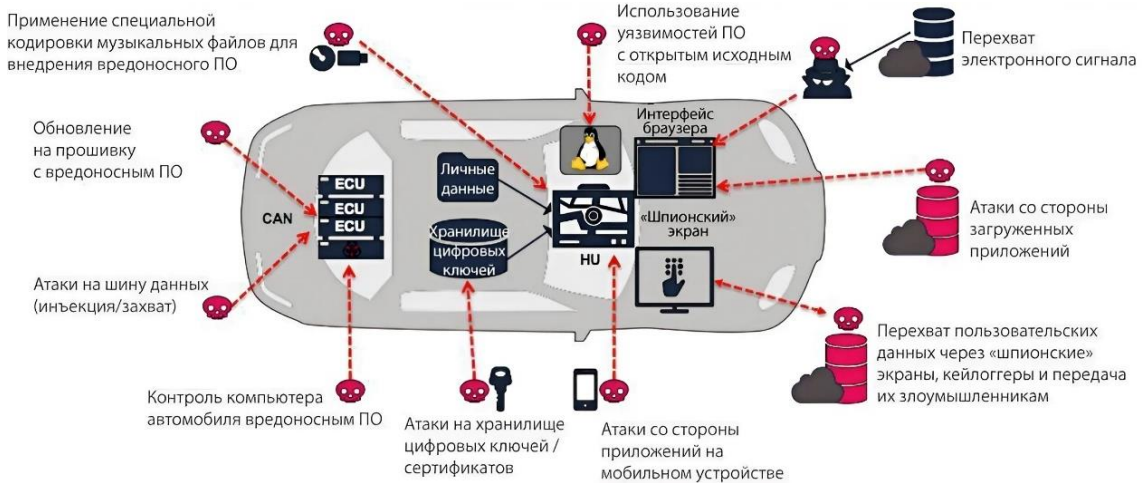 Применение специальной
кодировки музыкальных файлов для
внедрения вредоносного ПО
Использование
уязвимостей ПО
с открытым исходным
кодом
Перехват
электронного сигнала
Обновление
на прошивку
с вредоносным ПО
Интерфейс
браузера
Личные
данные
ECU
ECU
ECU
CAN
Хранилище
цифровых
ключей
«Шпионский»
экран
HU
Атаки со стороны
загруженных
приложений
Атаки на шину данных
(инъекция/захват)
Перехват пользовательских
данных через «шпионские»
экраны, кейлоггеры и передача
их злоумышленникам
Контроль компьютера
автомобиля вредоносным ПО
Атаки на хранилище
цифровых ключей /
сертификатов
Атаки со стороны
приложений на
мобильном устройстве